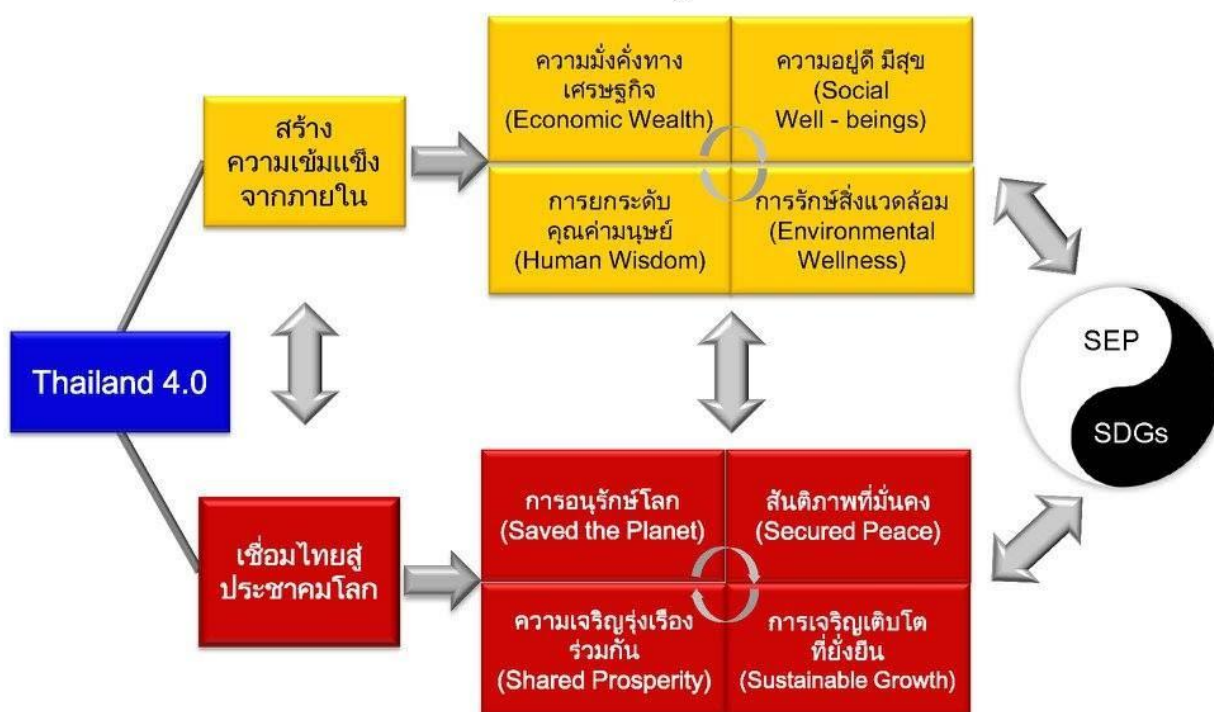 ความมั่งคั่งทาง
เศรษฐกิจ
(Economic Wealth)
ความอยู่ดี มีสุข
(Social
Well - beings)
สร้าง
ความเข้มแข็ง
จากภายใน
การยกระดับ
คุณค่ามนุษย์
(Human Wisdom)
การรักษ์สิ่งแวดล้อม
(Environmental
Wellness)
Thailand 4.0
SEP
SDGs
เชื่อมไทยสู่
ประชาคมโลก
การอนุรักษ์โลก
(Saved the Planet)
สันติภาพที่มั่นคง
(Secured Peace)
ความเจริญรุ่งเรือง
ร่วมกัน
(Shared Prosperity)
การเจริญเติบโต
ที่ยั่งยืน
(Sustainable Growth)